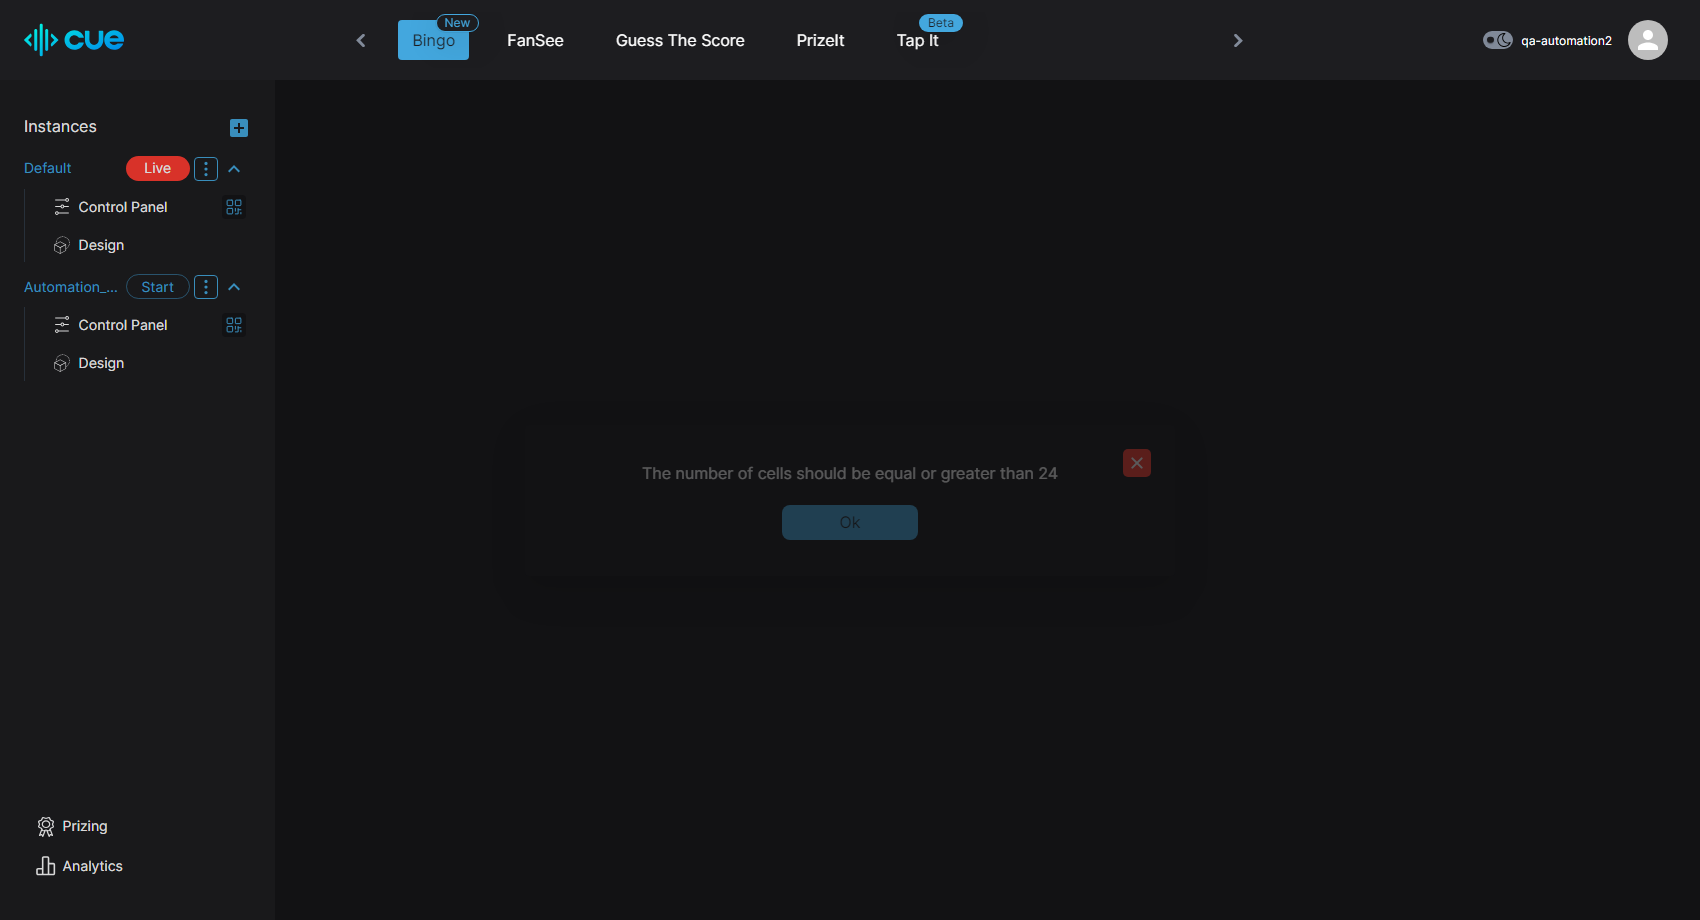 cue
New
Bingo
FanSee
Guess The Score
PrizeIt
Beta
Tap It
qa-automation2
Instances
Default
Live
Control Panel
Design
Automation_...
Start
Control Panel
Design
The number of cells should be equal or greater than 24
Ok
Prizing
Analytics